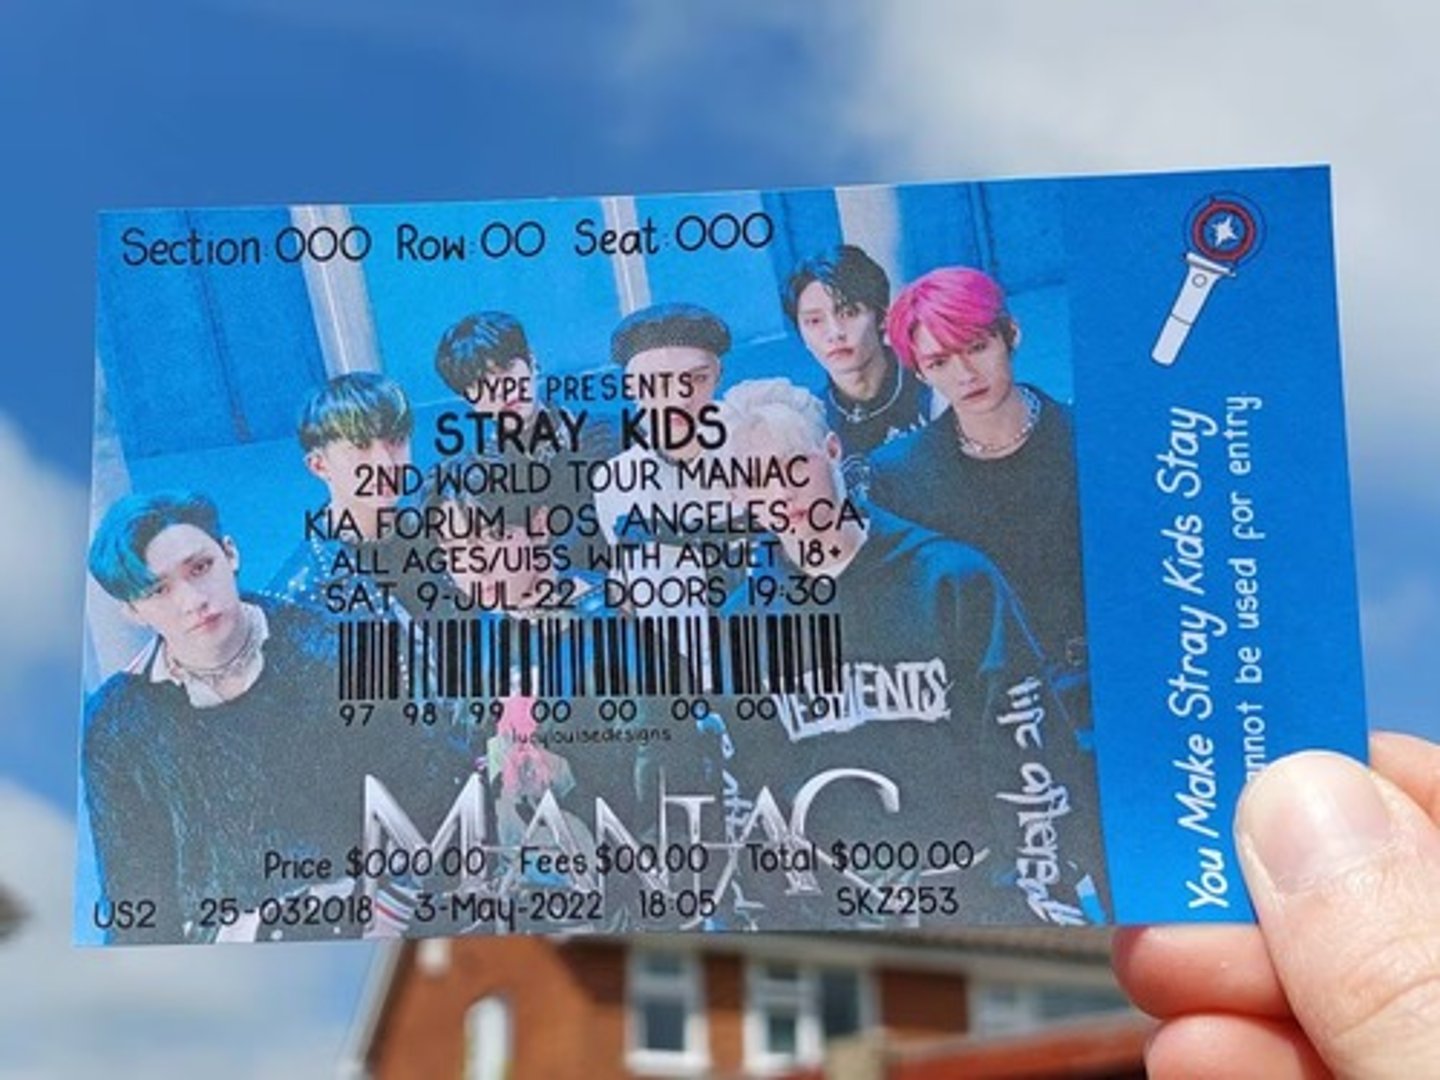 Section:000 Row:00 Seat:000
JYPE PRESENTS
STRAY KIDS
2ND WORLD TOUR MANIAC
KIA FORUM, LOS ANGELES, CA
ALL AGES/U15S WITH ADULT 18+
SAT 9-JUL-22 DOORS 19:30
97 98 99 00 00 00 00 01
lucylouisedesigns
MANIAC
Price $000.00 Fees $00.00 Total $000.00
US2 25-032018 3-May-2022 18:05 SKZ253
You Make Stray Kids Stay
annot be used for entry